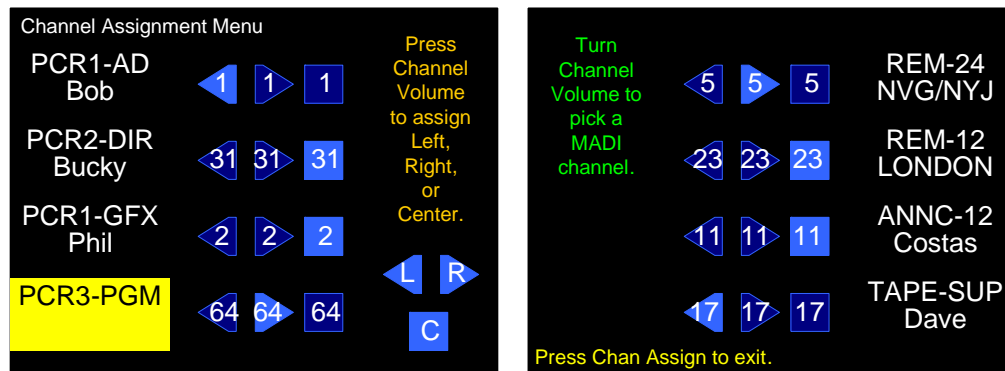 Channel Assignment Menu
PCR1-AD
Bob
1 1 1
PCR2-DIR
Bucky
31 31 31
PCR1-GFX
Phil
2 2 2
PCR3-PGM
64 64 64
Press
Channel
Volume
to assign
Left,
Right,
or
Center.
L R
C
Turn
Channel
Volume to
pick a
MADI
channel.
5 5 5
REM-24
NVG/NYJ
23 23 23
REM-12
LONDON
11 11 11
ANNC-12
Costas
17 17 17
TAPE-SUP
Dave
Press Chan Assign to exit.